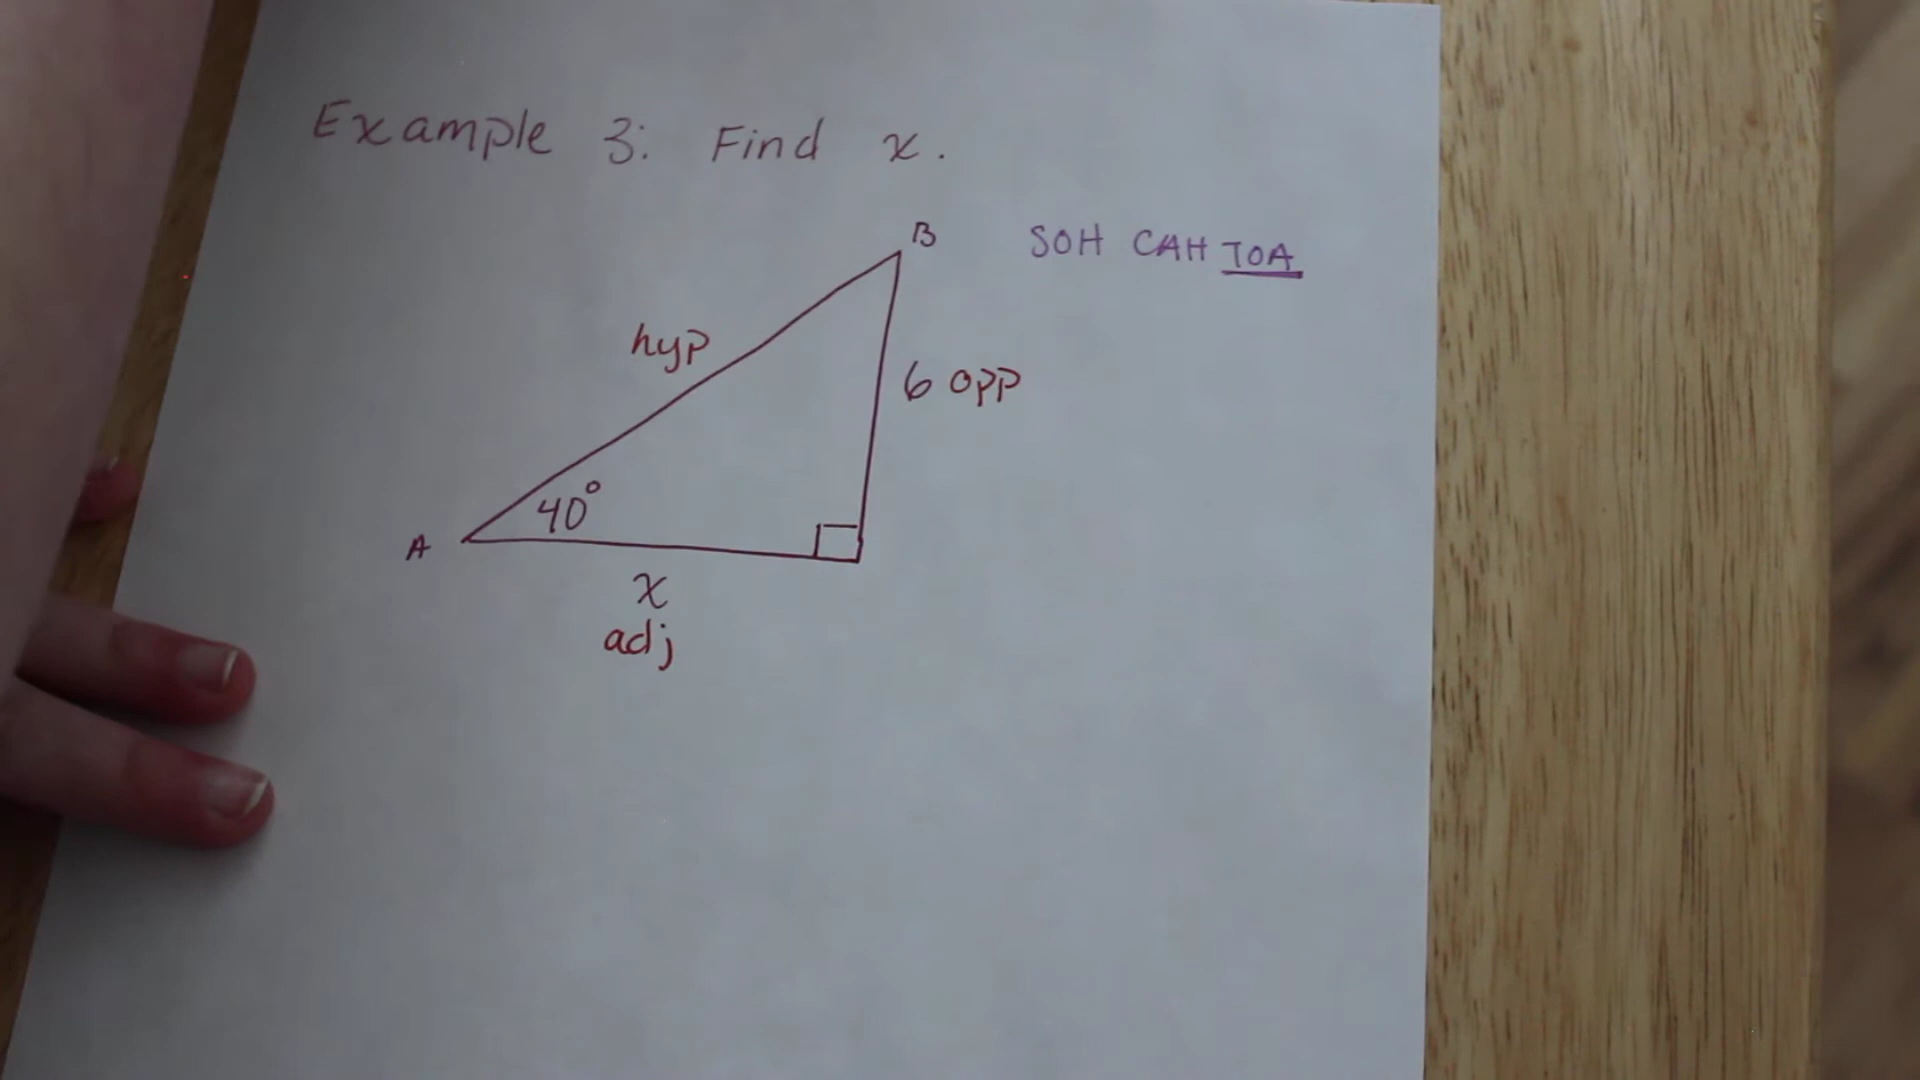 Example 3: Find x.
B
SOH CAH TOA
hyp
6 opp
40°
A
x
adj